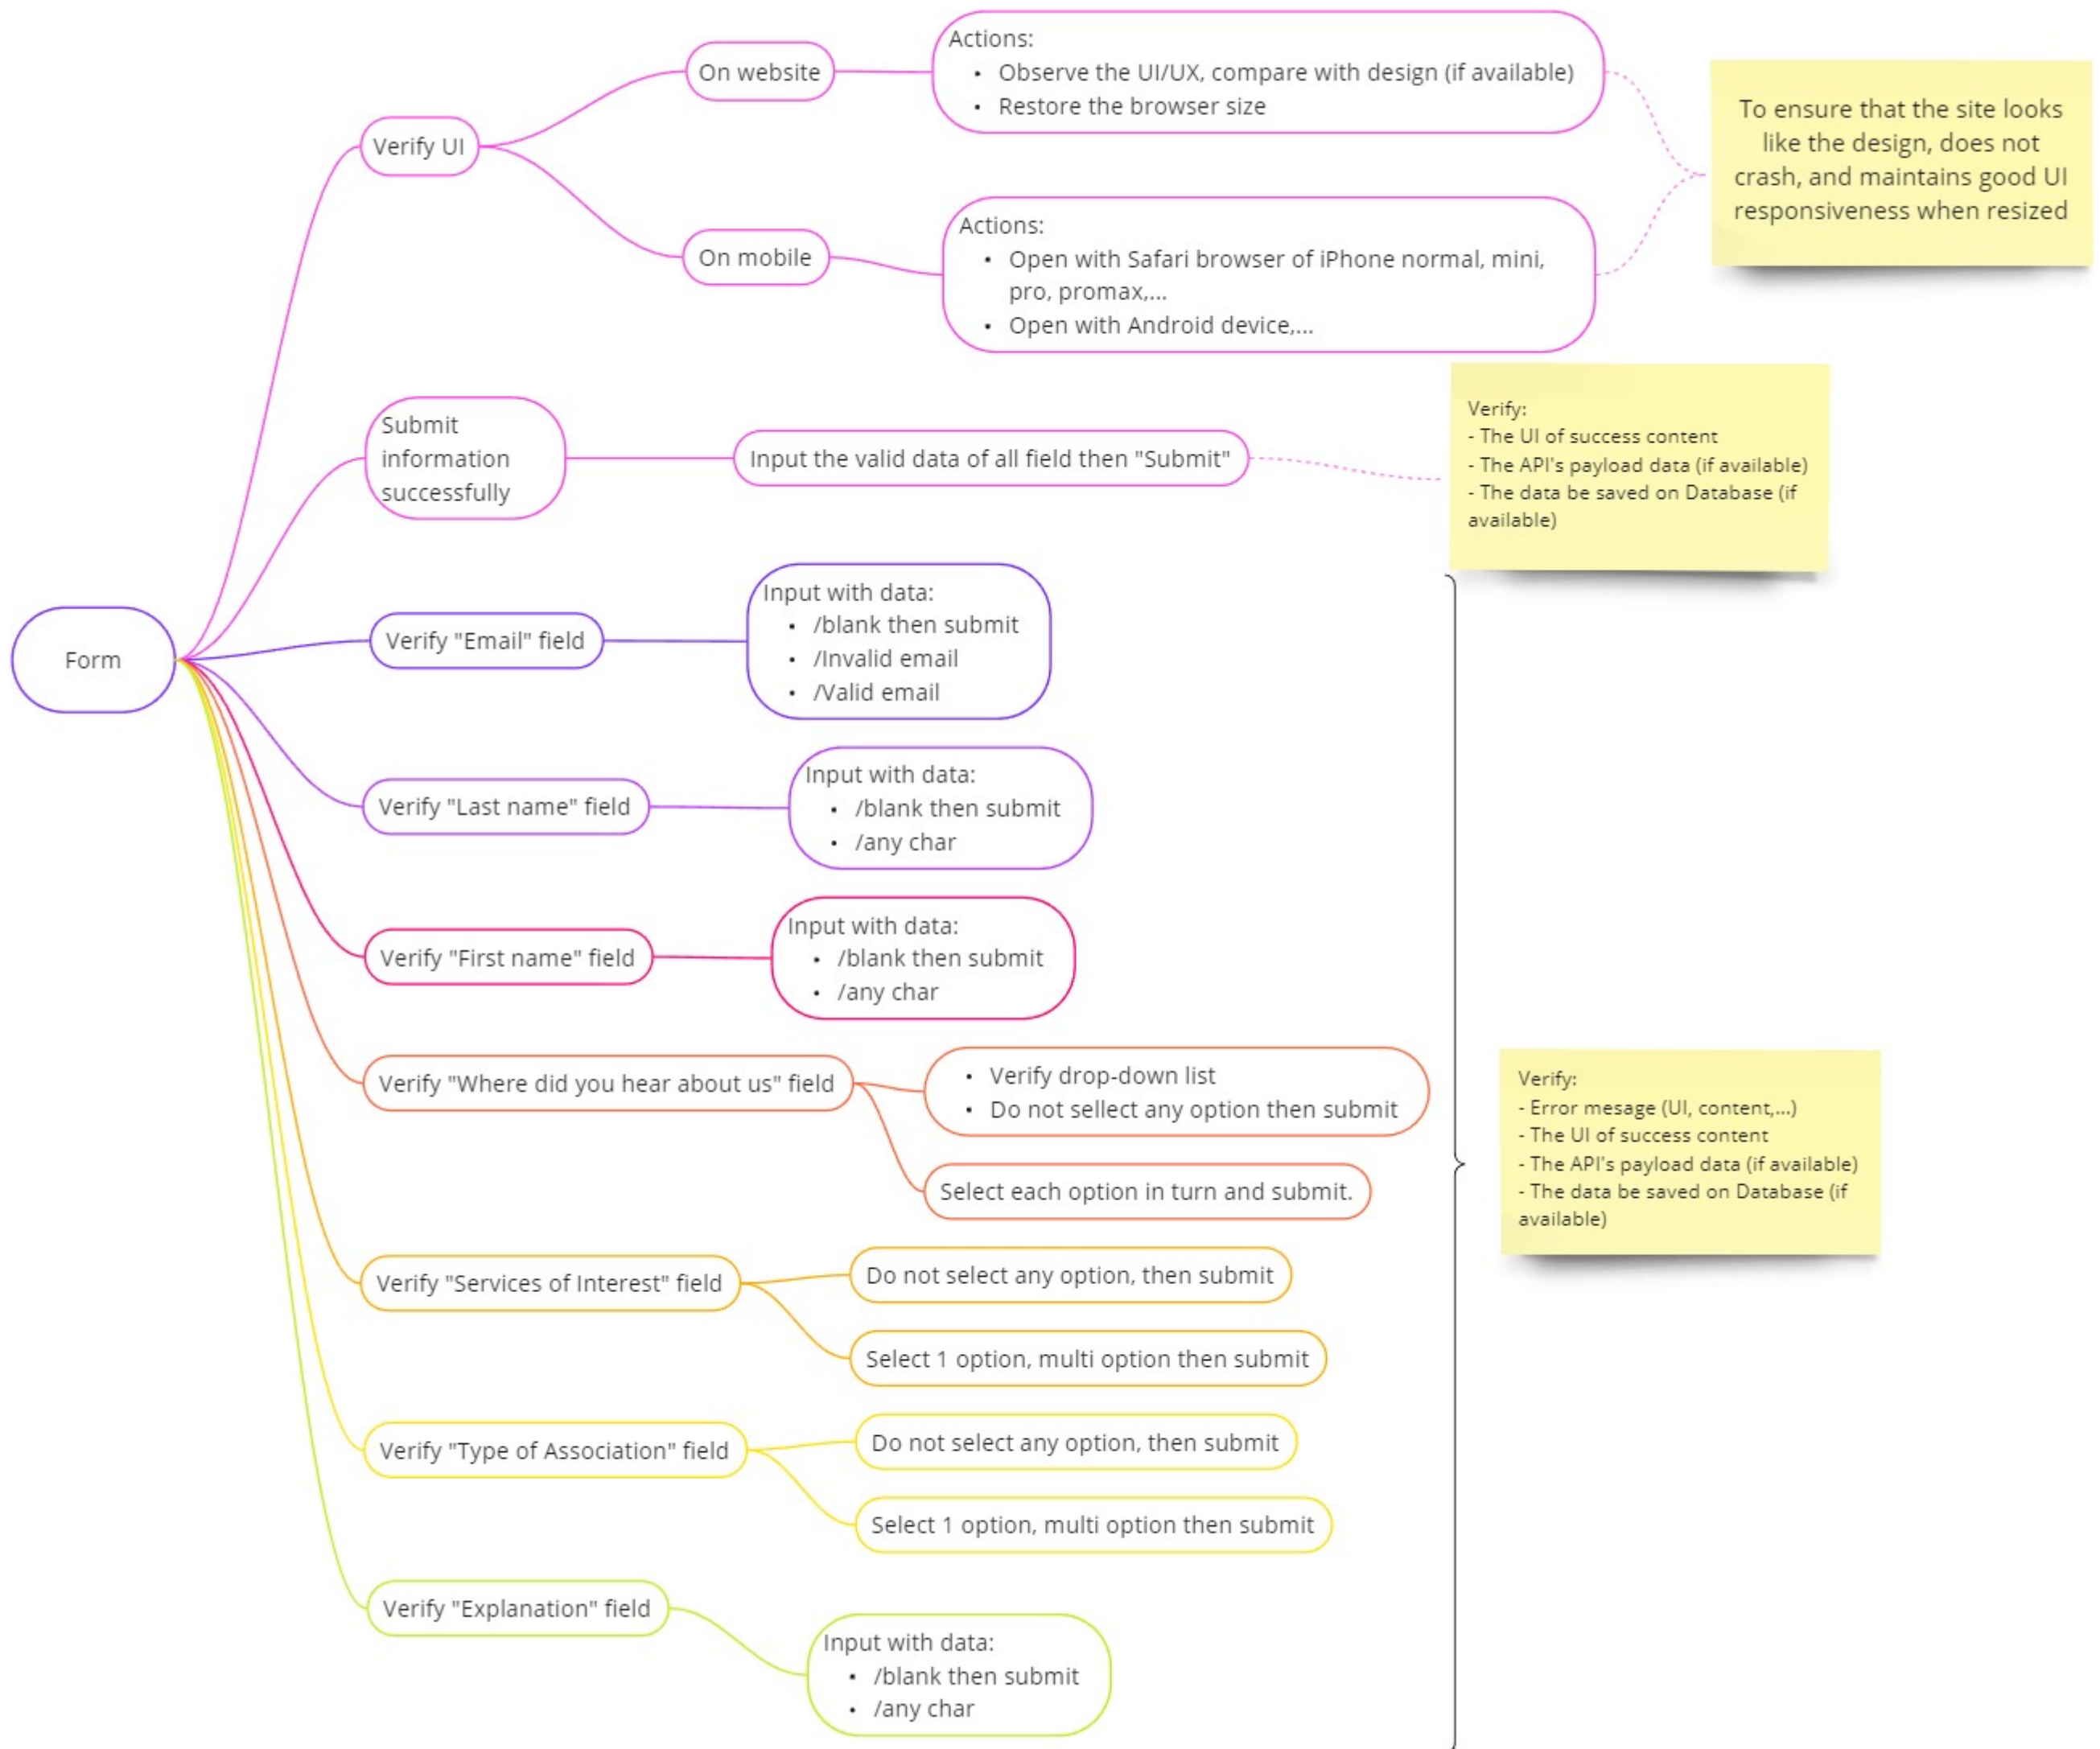 Form
Verify UI
On website
Actions:
• Observe the UI/UX, compare with design (if available)
• Restore the browser size
On mobile
Actions:
• Open with Safari browser of iPhone normal, mini,
pro, promax,...
• Open with Android device,...
To ensure that the site looks
like the design, does not
crash, and maintains good UI
responsiveness when resized
Submit
information
successfully
Input the valid data of all field then "Submit"
Verify:
- The UI of success content
- The API's payload data (if available)
- The data be saved on Database (if
available)
Verify "Email" field
Input with data:
• /blank then submit
• /Invalid email
• /Valid email
Verify "Last name" field
Input with data:
• /blank then submit
• /any char
Verify "First name" field
Input with data:
• /blank then submit
• /any char
Verify "Where did you hear about us" field
• Verify drop-down list
• Do not sellect any option then submit
Select each option in turn and submit.
Verify "Services of Interest" field
Do not select any option, then submit
Select 1 option, multi option then submit
Verify "Type of Association" field
Do not select any option, then submit
Select 1 option, multi option then submit
Verify "Explanation" field
Input with data:
• /blank then submit
• /any char
Verify:
- Error mesage (UI, content,...)
- The UI of success content
- The API's payload data (if available)
- The data be saved on Database (if
available)